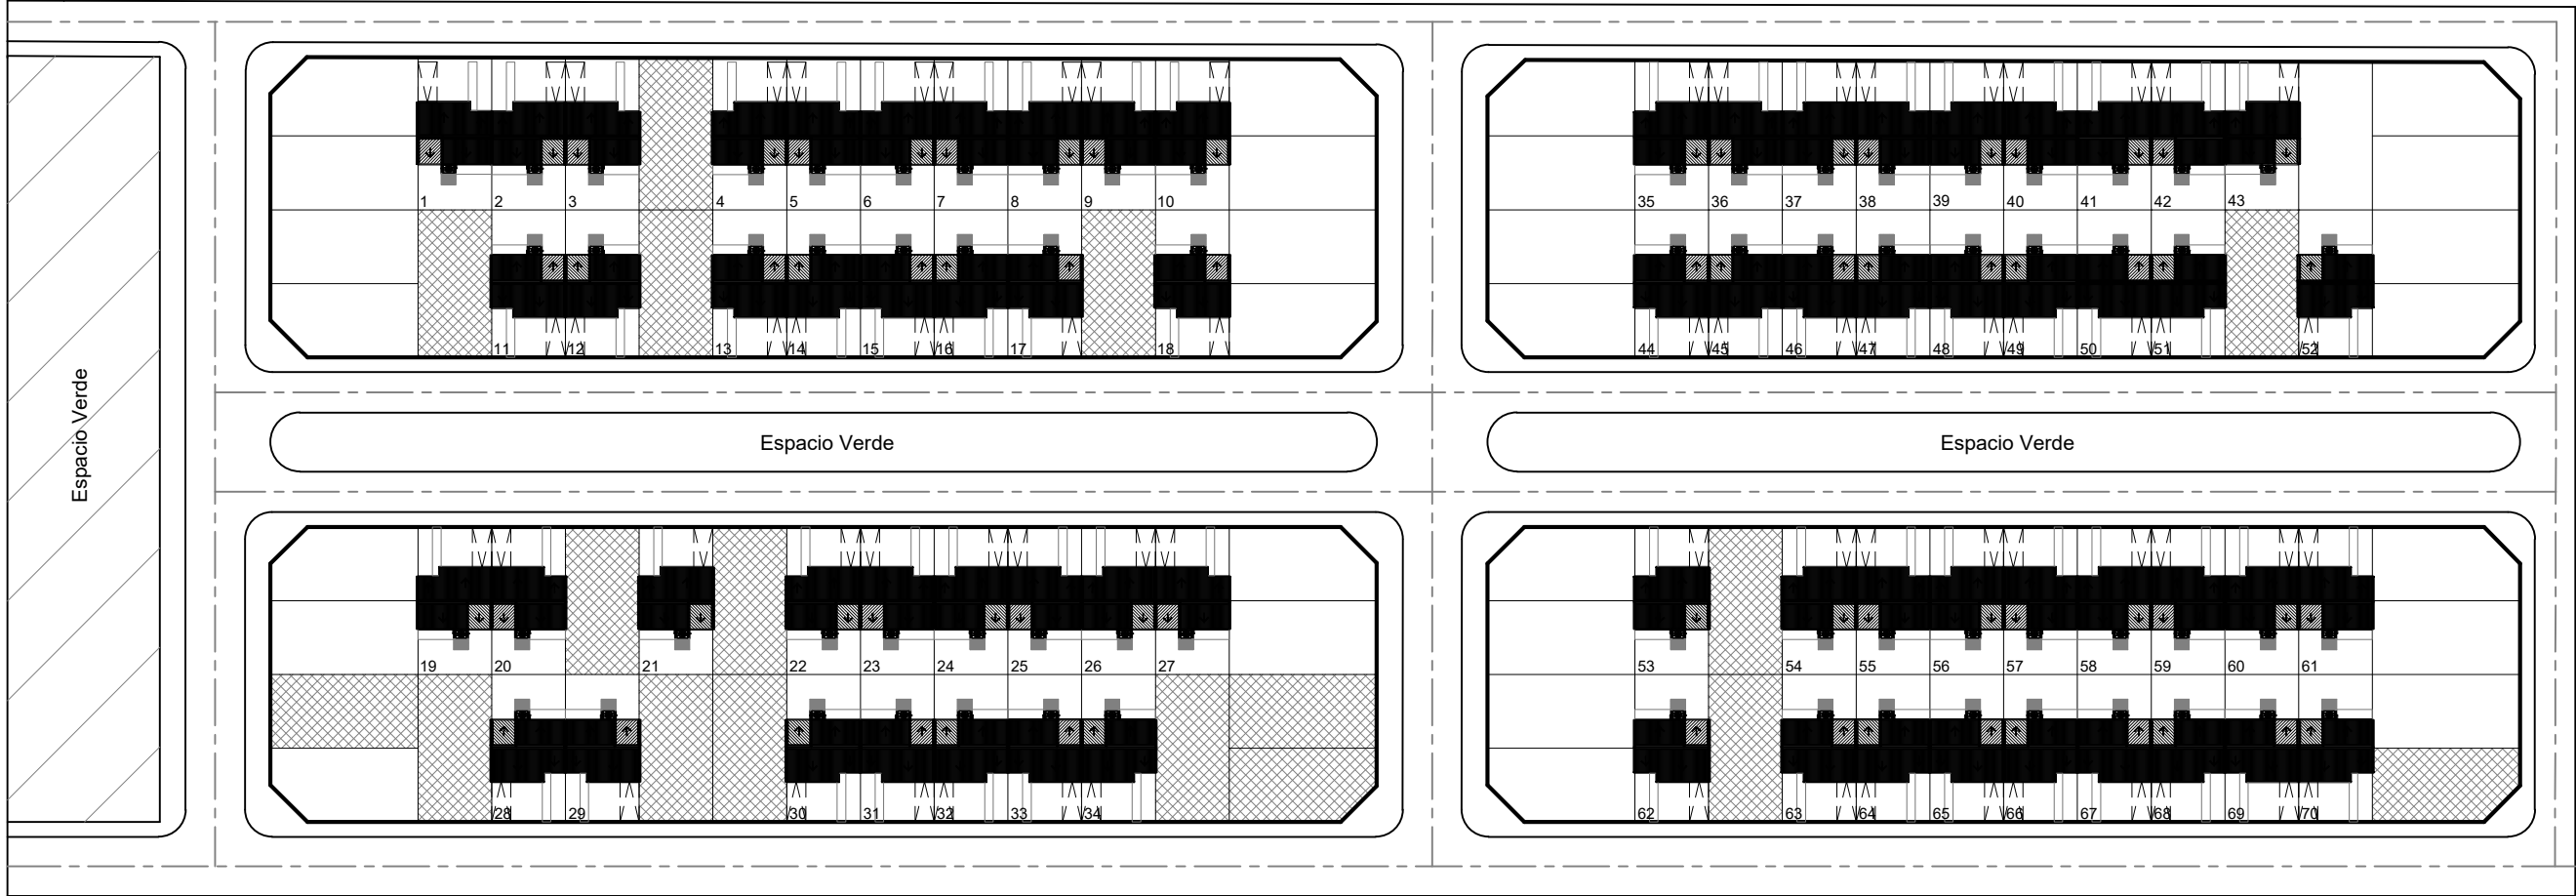 1 2 3 4 5 6 7 8 9 10
35 36 37 38 39 40 41 42 43
11 12 13 14 15 16 17 18
44 45 46 47 48 49 50 51 52
Espacio Verde
Espacio Verde
Espacio Verde
19 20 21 22 23 24 25 26 27
53 54 55 56 57 58 59 60 61
28 29 30 31 32 33 34
62 63 64 65 66 67 68 69 70